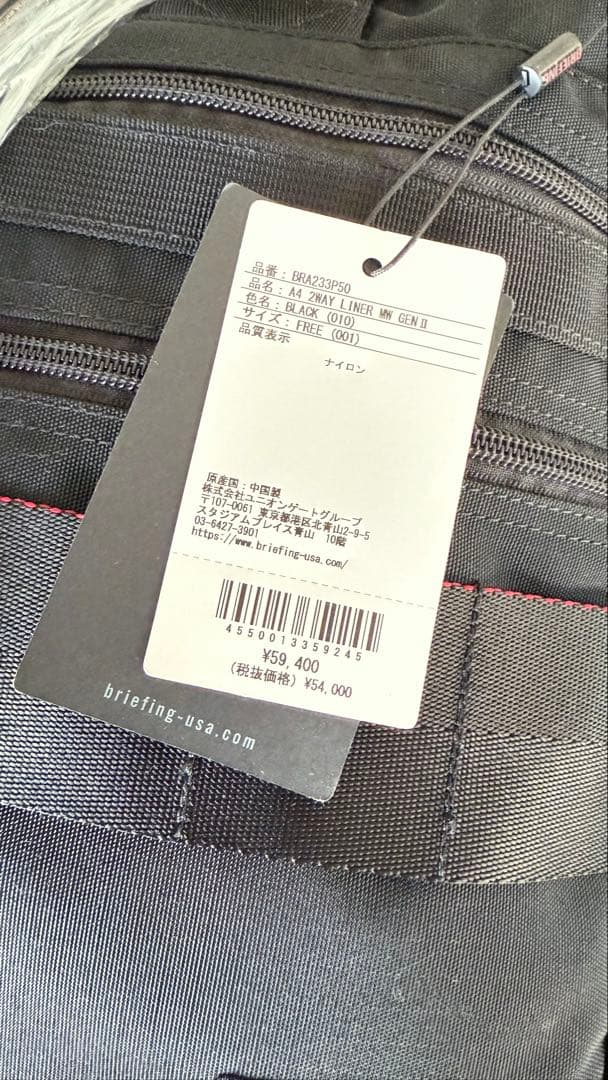 BRIEFING
品番：BRA233P50
品名：A4 2WAY LINER MW GENⅡ
色名：BLACK (010)
サイズ：FREE (001)
品質表示
ナイロン
原産国：中国製
株式会社ユニオンゲートグループ
〒107-0061 東京都港区北青山2-9-5
スタジアムプレイス青山 10階
03-6427-3901
https://www.briefing-usa.com/
4550013359245
¥59,400
(税抜価格) ¥54,000
briefing-usa.com